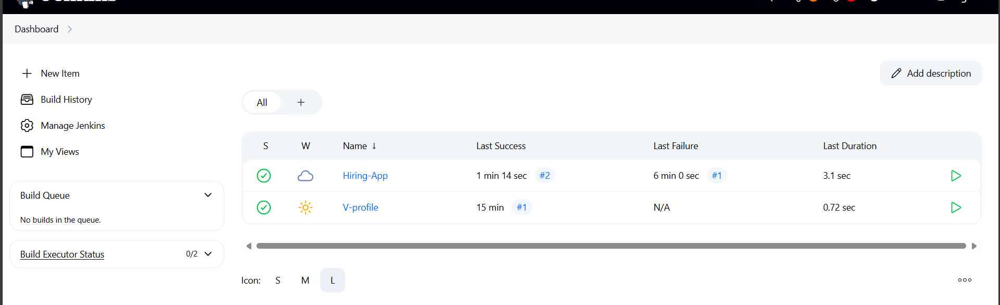 Dashboard
New Item
Build History
Manage Jenkins
My Views
Build Queue
No builds in the queue.
Build Executor Status 0/2
Add description
All +
S W Name ↓ Last Success Last Failure Last Duration
Hiring-App 1 min 14 sec #2 6 min 0 sec #1 3.1 sec
V-profile 15 min #1 N/A 0.72 sec
Icon: S M L